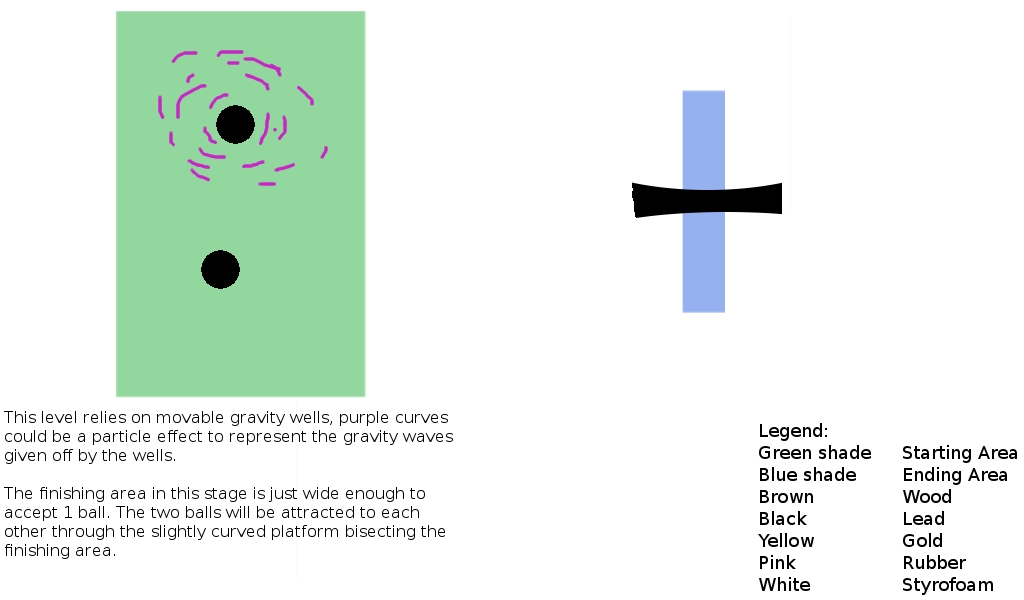 This level relies on movable gravity wells, purple curves
could be a particle effect to represent the gravity waves
given off by the wells.
The finishing area in this stage is just wide enough to
accept 1 ball. The two balls will be attracted to each
other through the slightly curved platform bisecting the
finishing area.
Legend:
Green shade Starting Area
Blue shade Ending Area
Brown Wood
Black Lead
Yellow Gold
Pink Rubber
White Styrofoam